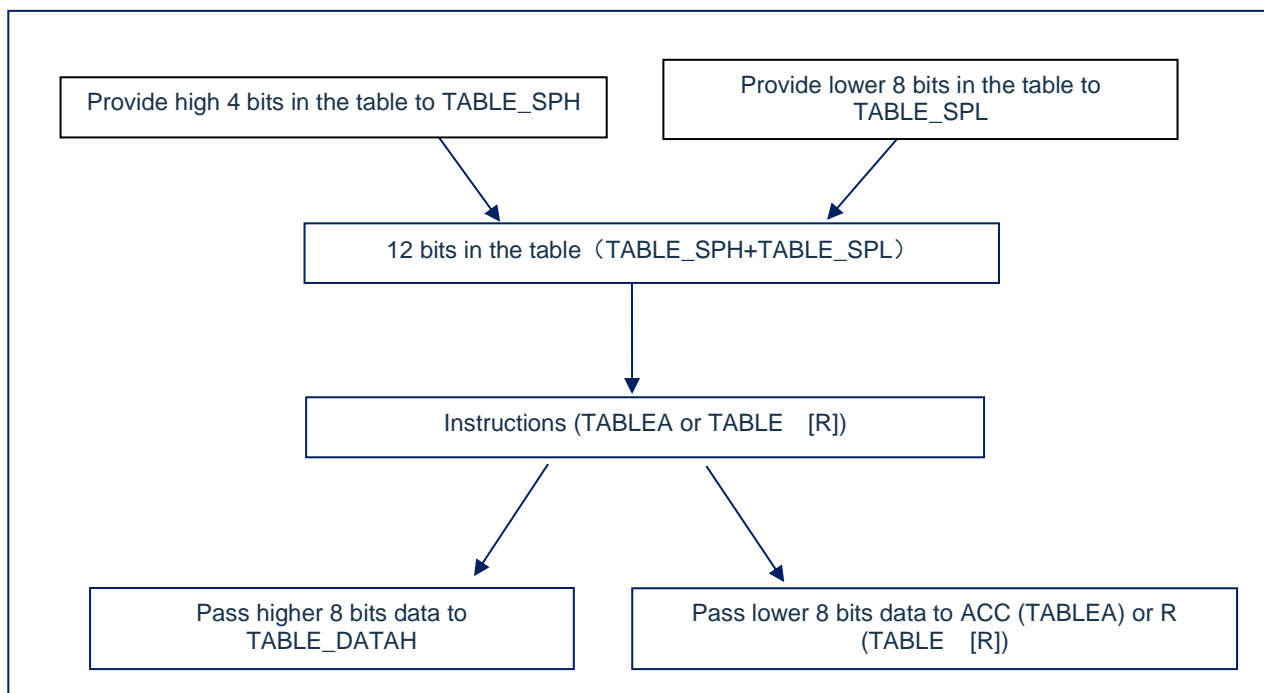 Provide high 4 bits in the table to TABLE_SPH
Provide lower 8 bits in the table to
TABLE_SPL
12 bits in the table（TABLE_SPH+TABLE_SPL）
Instructions (TABLEA or TABLE [R])
Pass higher 8 bits data to
TABLE_DATAH
Pass lower 8 bits data to ACC (TABLEA) or R
(TABLE [R])